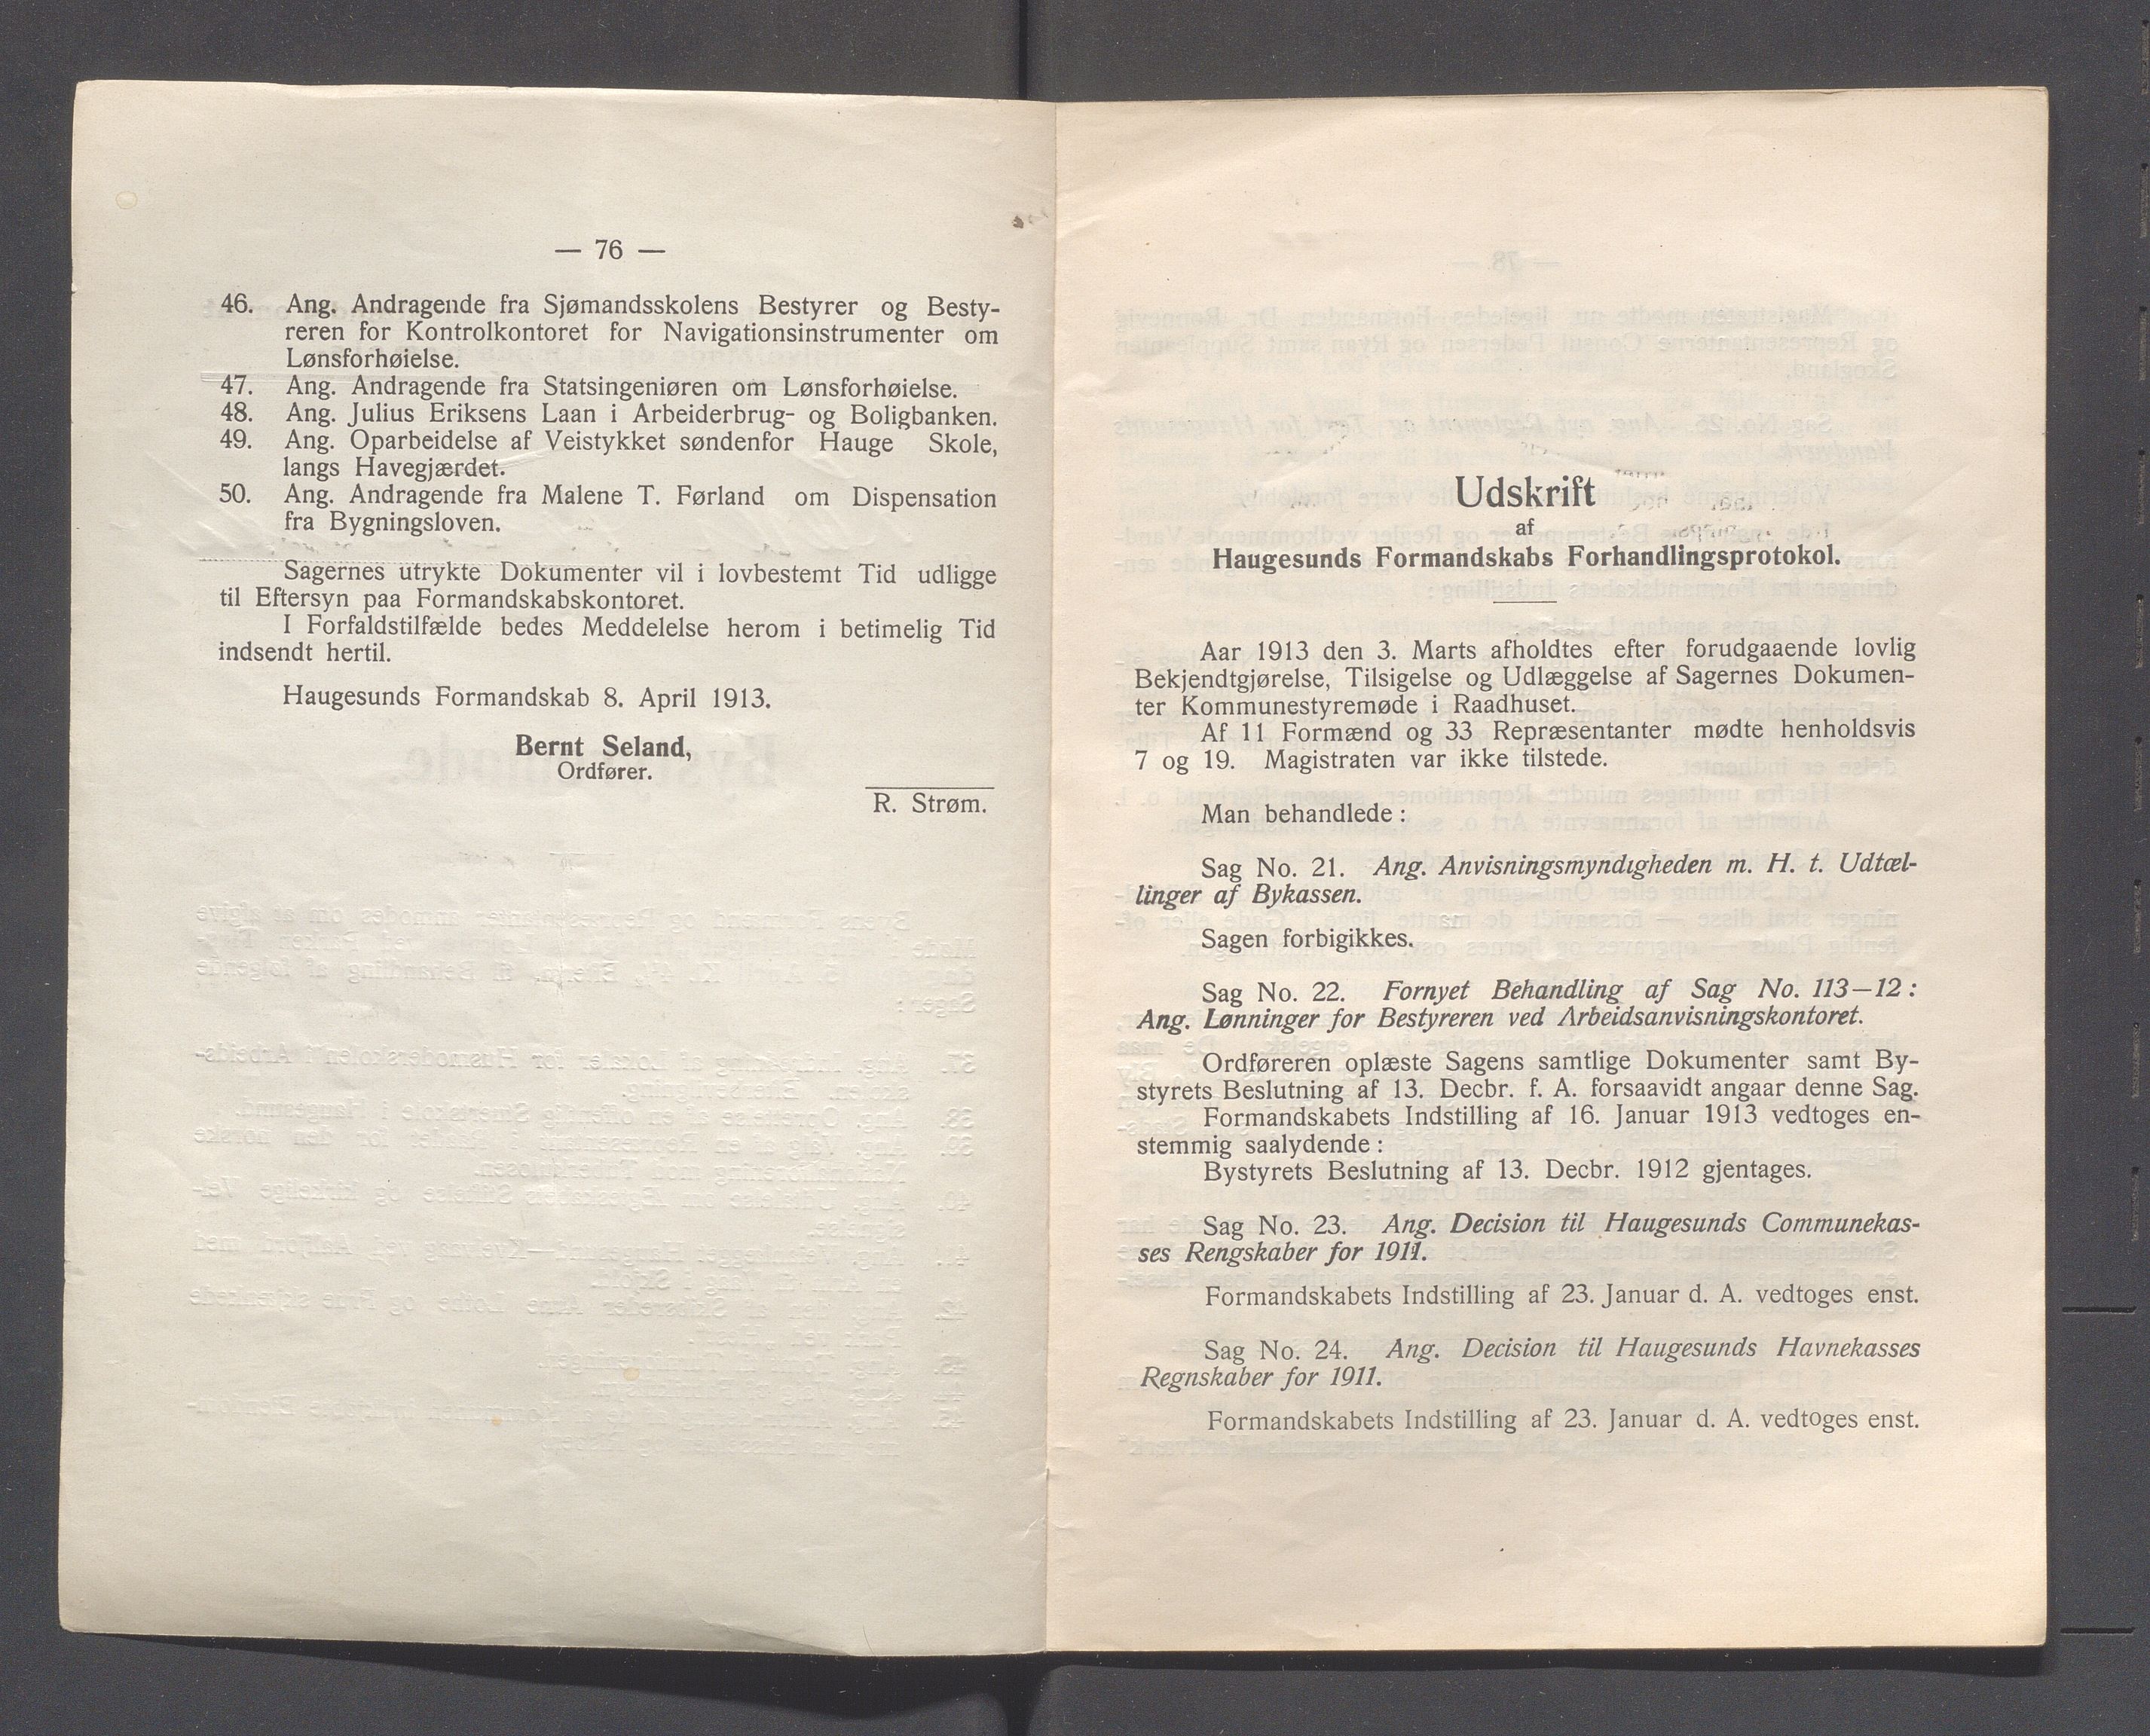 — 76 —
46. Ang. Andragende fra Sjømandsskolens Bestyrer og Besty-
reren for Kontrolkontoret for Navigationsinstrumenter om
Lønsforhøielse.
47. Ang. Andragende fra Statsingeniøren om Lønsforhøielse.
48. Ang. Julius Eriksens Laan i Arbeiderbrug- og Boligbanken.
49. Ang. Oparbeidelse af Veistykket søndenfor Hauge Skole,
langs Havegjærdet.
50. Ang. Andragende fra Malene T. Førland om Dispensation
fra Bygningsloven.
Sagernes utrykte Dokumenter vil i lovbestemt Tid udligge
til Eftersyn paa Formandskabskontoret.
I Forfaldstilfælde bedes Meddelelse herom i betimelig Tid
indsendt hertil.
Haugesunds Formandskab 8. April 1913.
Bernt Seland,
Ordfører.
R. Strøm.
Udskrift
af
Haugesunds Formandskabs Forhandlingsprotokol.
Aar 1913 den 3. Marts afholdtes efter forudgaaende lovlig
Bekjendtgjørelse, Tilsigelse og Udlæggelse af Sagernes Dokumen-
ter Kommunestyremøde i Raadhuset.
Af 11 Formænd og 33 Repræsentanter mødte henholdsvis
7 og 19. Magistraten var ikke tilstede.
Man behandlede :
Sag No. 21. Ang. Anvisningsmyndigheden m. H. t. Udtæl-
linger af Bykassen.
Sagen forbigikkes.
Sag No. 22. Fornyet Behandling af Sag No. 113—12 :
Ang. Lønninger for Bestyreren ved Arbeidsanvisningskontoret.
Ordføreren oplæste Sagens samtlige Dokumenter samt By-
styrets Beslutning af 13. Decbr. f. A. forsaavidt angaar denne Sag.
Formandskabets Indstilling af 16. Januar 1913 vedtoges en-
stemmig saalydende :
Bystyrets Beslutning af 13. Decbr. 1912 gjentages.
Sag No. 23. Ang. Decision til Haugesunds Communekas-
ses Rengskaber for 1911.
Formandskabets Indstilling af 23. Januar d. A. vedtoges enst.
Sag No. 24. Ang. Decision til Haugesunds Havnekasses
Regnskaber for 1911.
Formandskabets Indstilling af 23. Januar d. A. vedtoges enst.